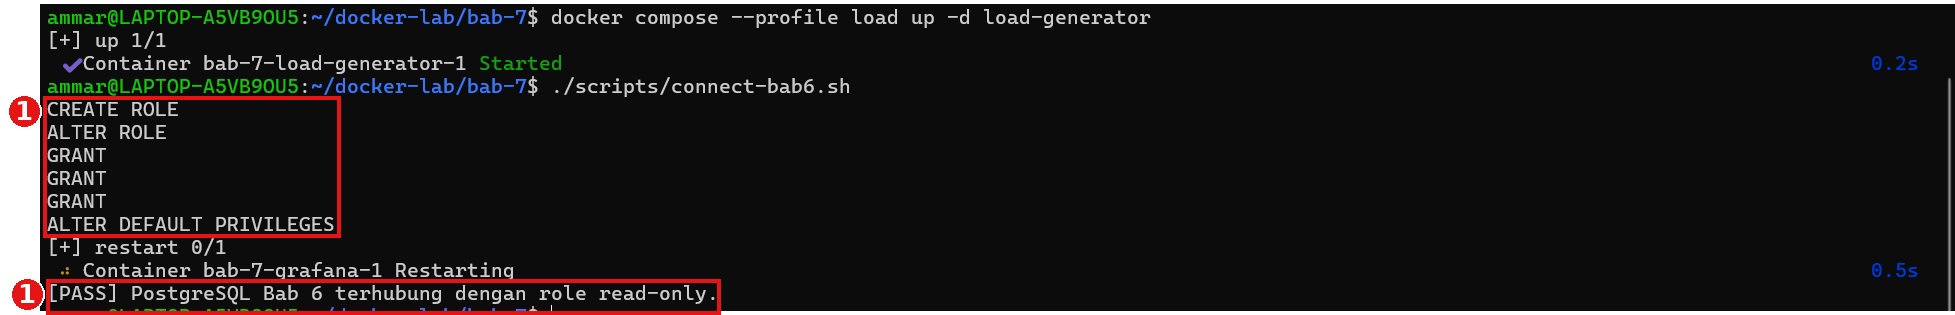 ammar@LAPTOP-A5VB9OU5:~/docker-lab/bab-7$ docker compose --profile load up -d load-generator
[+] up 1/1
✔Container bab-7-load-generator-1 Started 0.2s
ammar@LAPTOP-A5VB9OU5:~/docker-lab/bab-7$ ./scripts/connect-bab6.sh
1 CREATE ROLE
ALTER ROLE
GRANT
GRANT
GRANT
ALTER DEFAULT PRIVILEGES
[+] restart 0/1
Container bab-7-grafana-1 Restarting 0.5s
1 [PASS] PostgreSQL Bab 6 terhubung dengan role read-only.